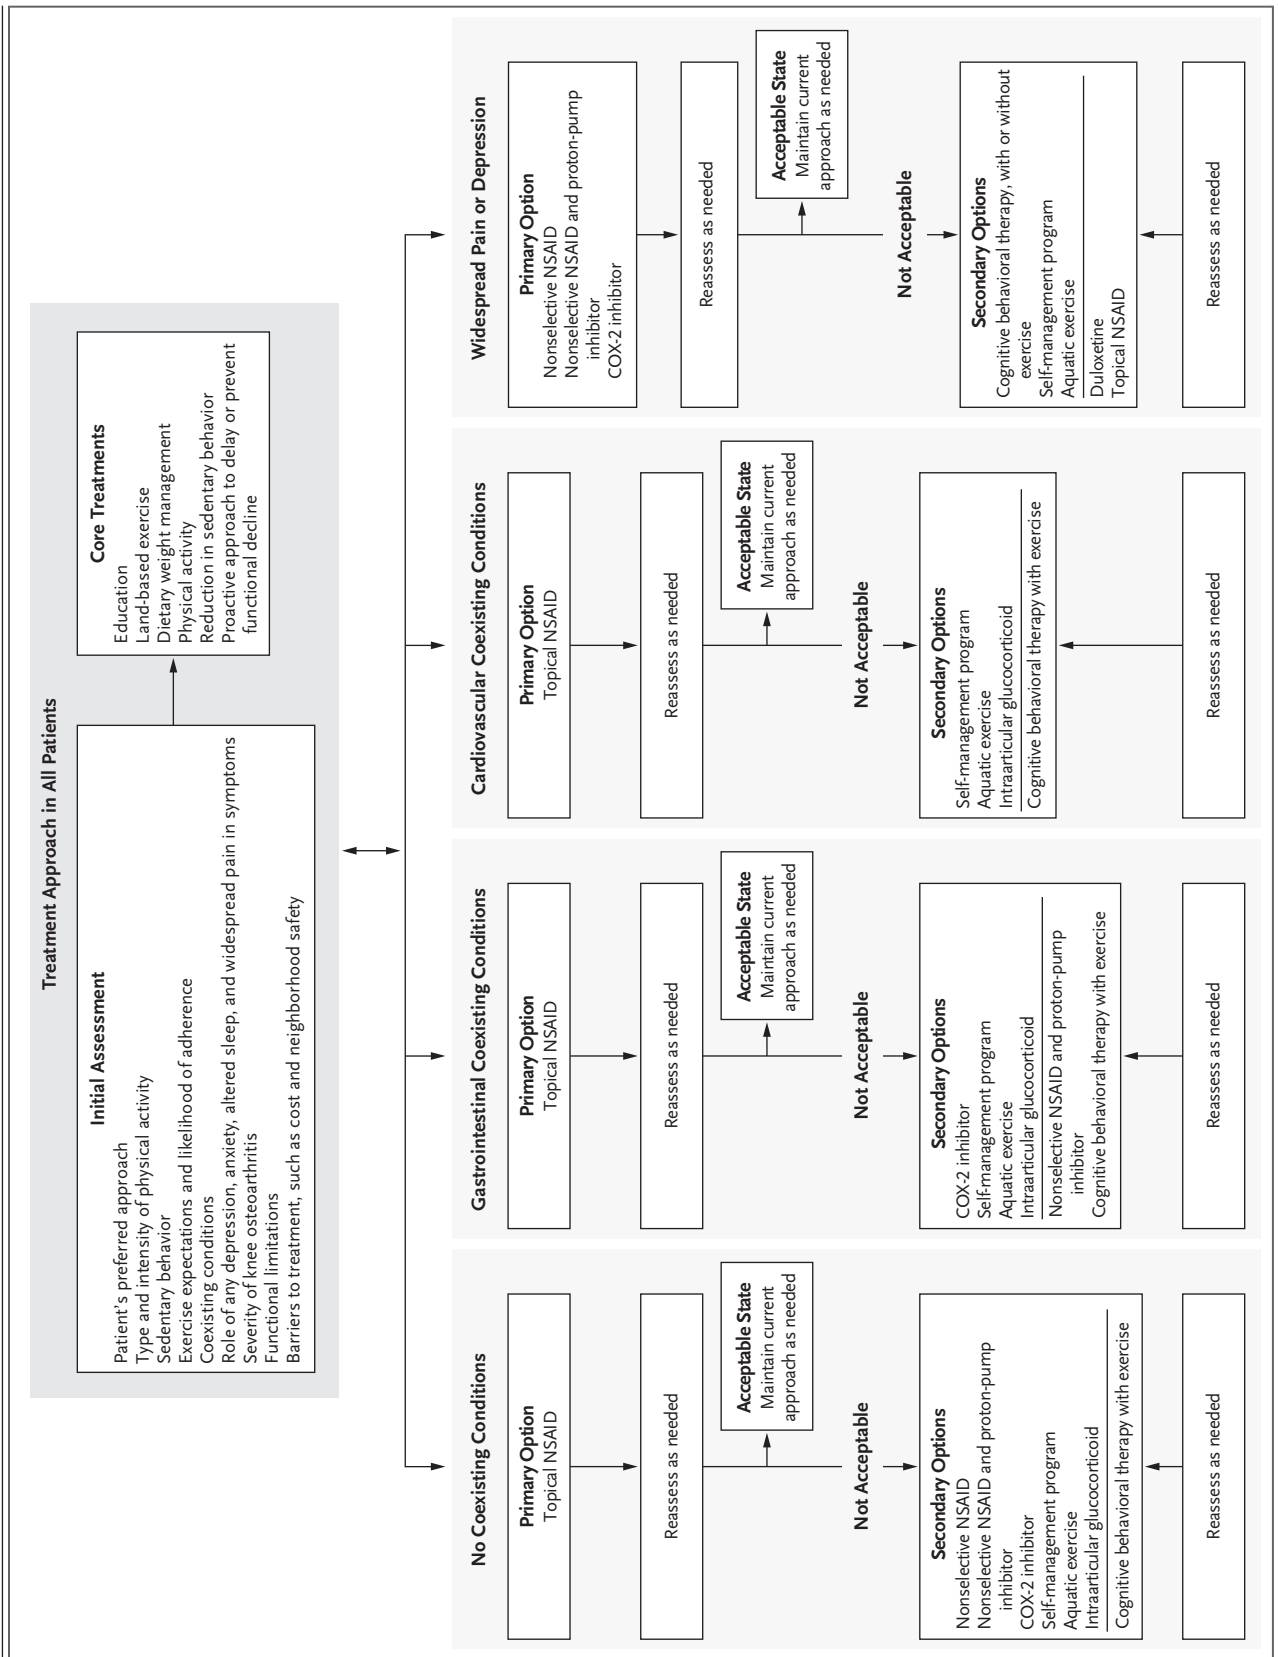 Treatment Approach in All Patients
Initial Assessment
Patient's preferred approach
Type and intensity of physical activity
Sedentary behavior
Exercise expectations and likelihood of adherence
Coexisting conditions
Role of any depression, anxiety, altered sleep, and widespread pain in symptoms
Severity of knee osteoarthritis
Functional limitations
Barriers to treatment, such as cost and neighborhood safety
Core Treatments
Education
Land-based exercise
Dietary weight management
Physical activity
Reduction in sedentary behavior
Proactive approach to delay or prevent
functional decline
No Coexisting Conditions
Primary Option
Topical NSAID
Reassess as needed
Acceptable State
Maintain current
approach as needed
Not Acceptable
Secondary Options
Nonselective NSAID
Nonselective NSAID and proton-pump
inhibitor
COX-2 inhibitor
Self-management program
Aquatic exercise
Intraarticular glucocorticoid
Cognitive behavioral therapy with exercise
Reassess as needed
Gastrointestinal Coexisting Conditions
Primary Option
Topical NSAID
Reassess as needed
Acceptable State
Maintain current
approach as needed
Not Acceptable
Secondary Options
COX-2 inhibitor
Self-management program
Aquatic exercise
Intraarticular glucocorticoid
Nonselective NSAID and proton-pump
inhibitor
Cognitive behavioral therapy with exercise
Reassess as needed
Cardiovascular Coexisting Conditions
Primary Option
Topical NSAID
Reassess as needed
Acceptable State
Maintain current
approach as needed
Not Acceptable
Secondary Options
Self-management program
Aquatic exercise
Intraarticular glucocorticoid
Cognitive behavioral therapy with exercise
Reassess as needed
Widespread Pain or Depression
Primary Option
Nonselective NSAID
Nonselective NSAID and proton-pump
inhibitor
COX-2 inhibitor
Reassess as needed
Acceptable State
Maintain current
approach as needed
Not Acceptable
Secondary Options
Cognitive behavioral therapy, with or without
exercise
Self-management program
Aquatic exercise
Duloxetine
Topical NSAID
Reassess as needed